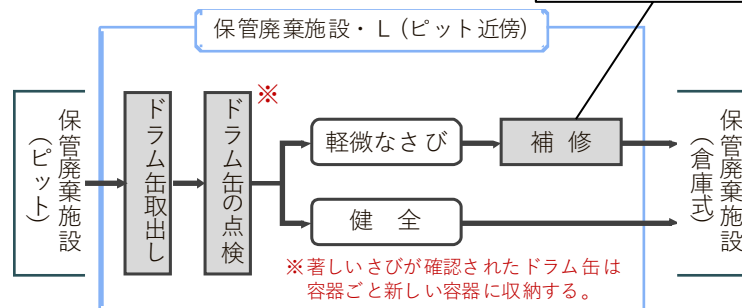 保管廃棄施設・Ｌ(ピット近傍)
保管廃棄施設
(ピット)
ドラム缶取出し
ドラム缶の点検
※
軽微なさび
補 修
健 全
保管廃棄施設
(倉庫式)
※著しいさびが確認されたドラム缶は
容器ごと新しい容器に収納する。